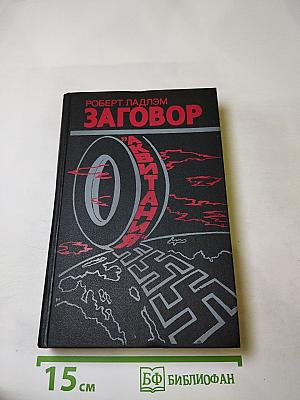 РОБЕРТ ЛАДЛЭМ
ЗАГОВОР
"АКВИТАНИЯ"
15 см
БФ БИБЛИОФАН